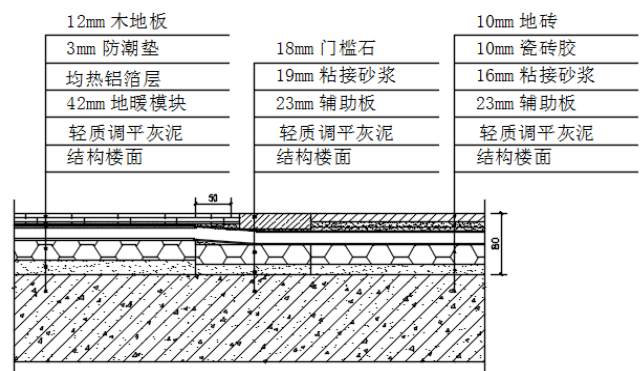 12mm 木地板
3mm 防潮垫
均热铝箔层
42mm 地暖模块
轻质调平灰泥
结构楼面
18mm 门槛石
19mm 粘接砂浆
23mm 辅助板
轻质调平灰泥
结构楼面
10mm 地砖
10mm 瓷砖胶
16mm 粘接砂浆
23mm 辅助板
轻质调平灰泥
结构楼面
50
80